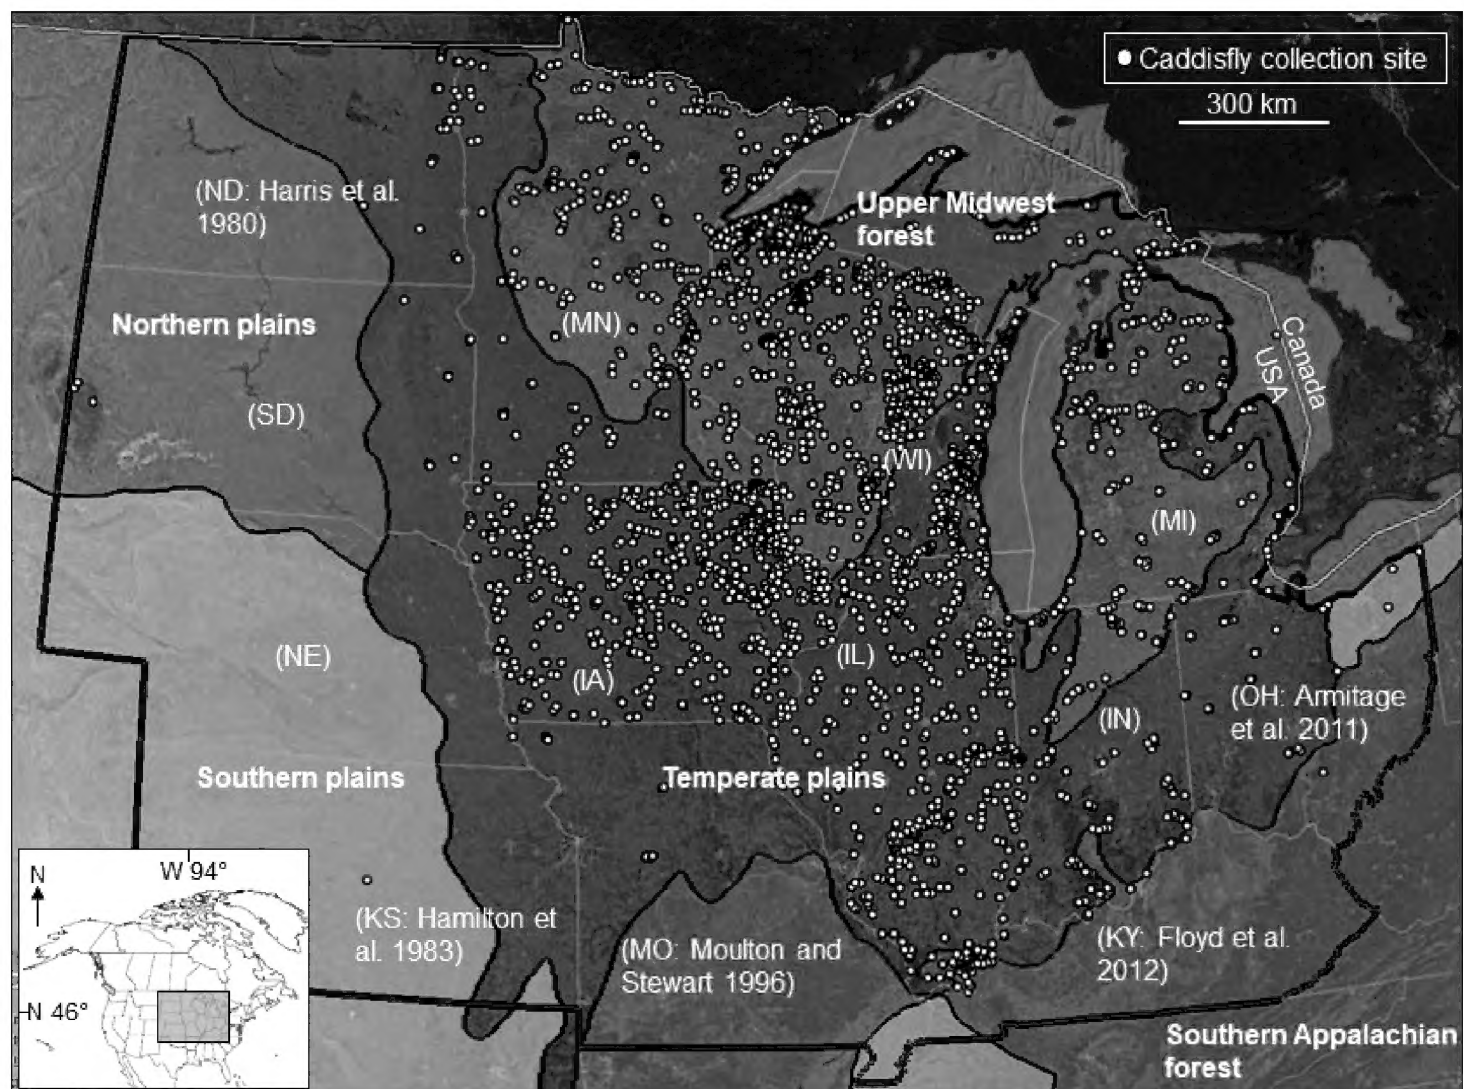 Caddisfly collection site
300 km
(ND: Harris et al.
1980)
Upper Midwest
forest
Northern plains
(MN)
Canada
USA
(SD)
(WI)
(MI)
(NE)
(IA)
(IL)
(IN)
(OH: Armitage
et al. 2011)
Southern plains
Temperate plains
W 94°
N
(KS: Hamilton et
al. 1983)
(MO: Moulton and
Stewart 1996)
(KY: Floyd et al.
2012)
N 46°
Southern Appalachian
forest